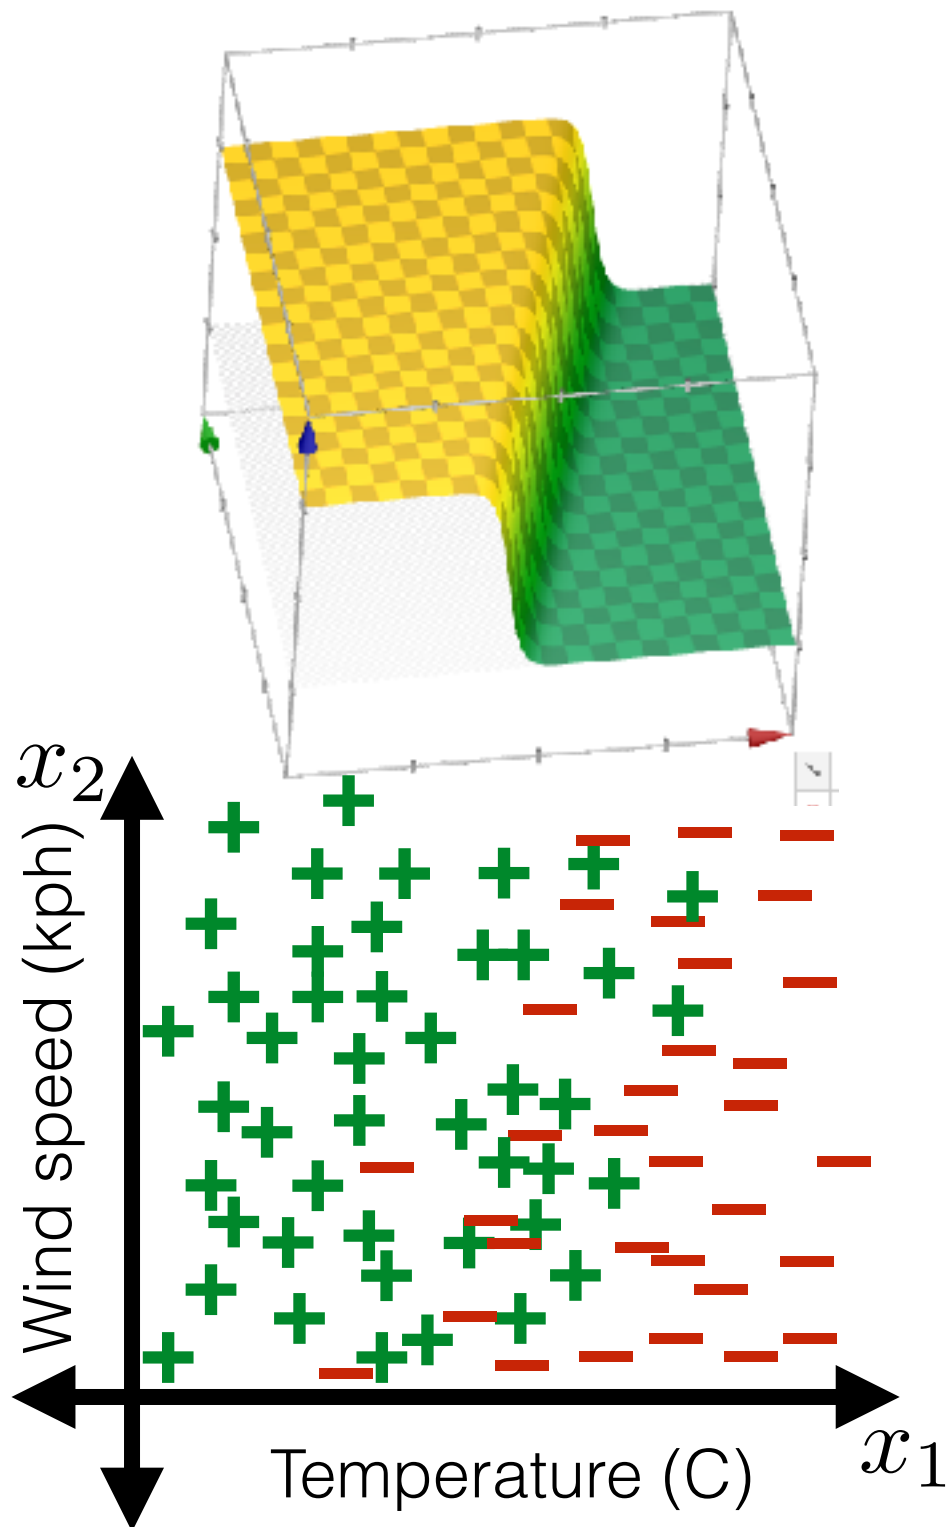 x₂
Wind speed (kph)
Temperature (C)
x₁